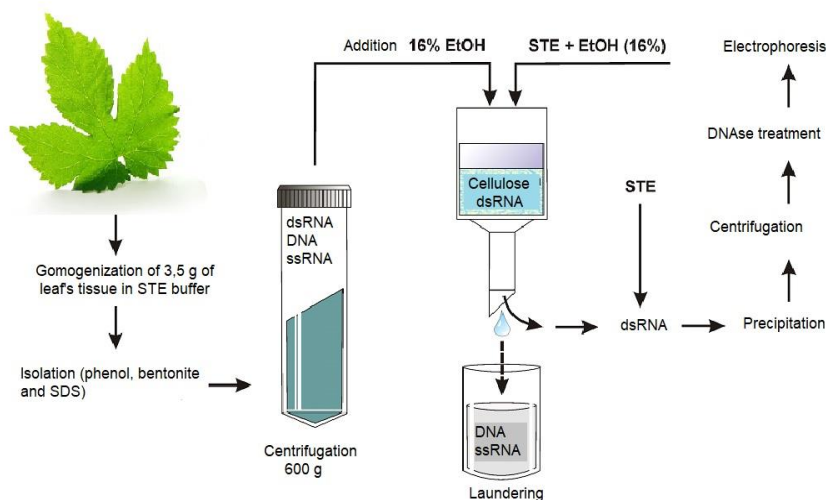 Addition 16% EtOH
STE + EtOH (16%)
Electrophoresis
DNAse treatment
Cellulose
dsRNA
STE
dsRNA
DNA
ssRNA
Centrifugation
Gomogenization of 3,5 g of
leaf's tissue in STE buffer
dsRNA
Precipitation
Isolation (phenol, bentonite
and SDS)
DNA
ssRNA
Centrifugation
600 g
Laundering